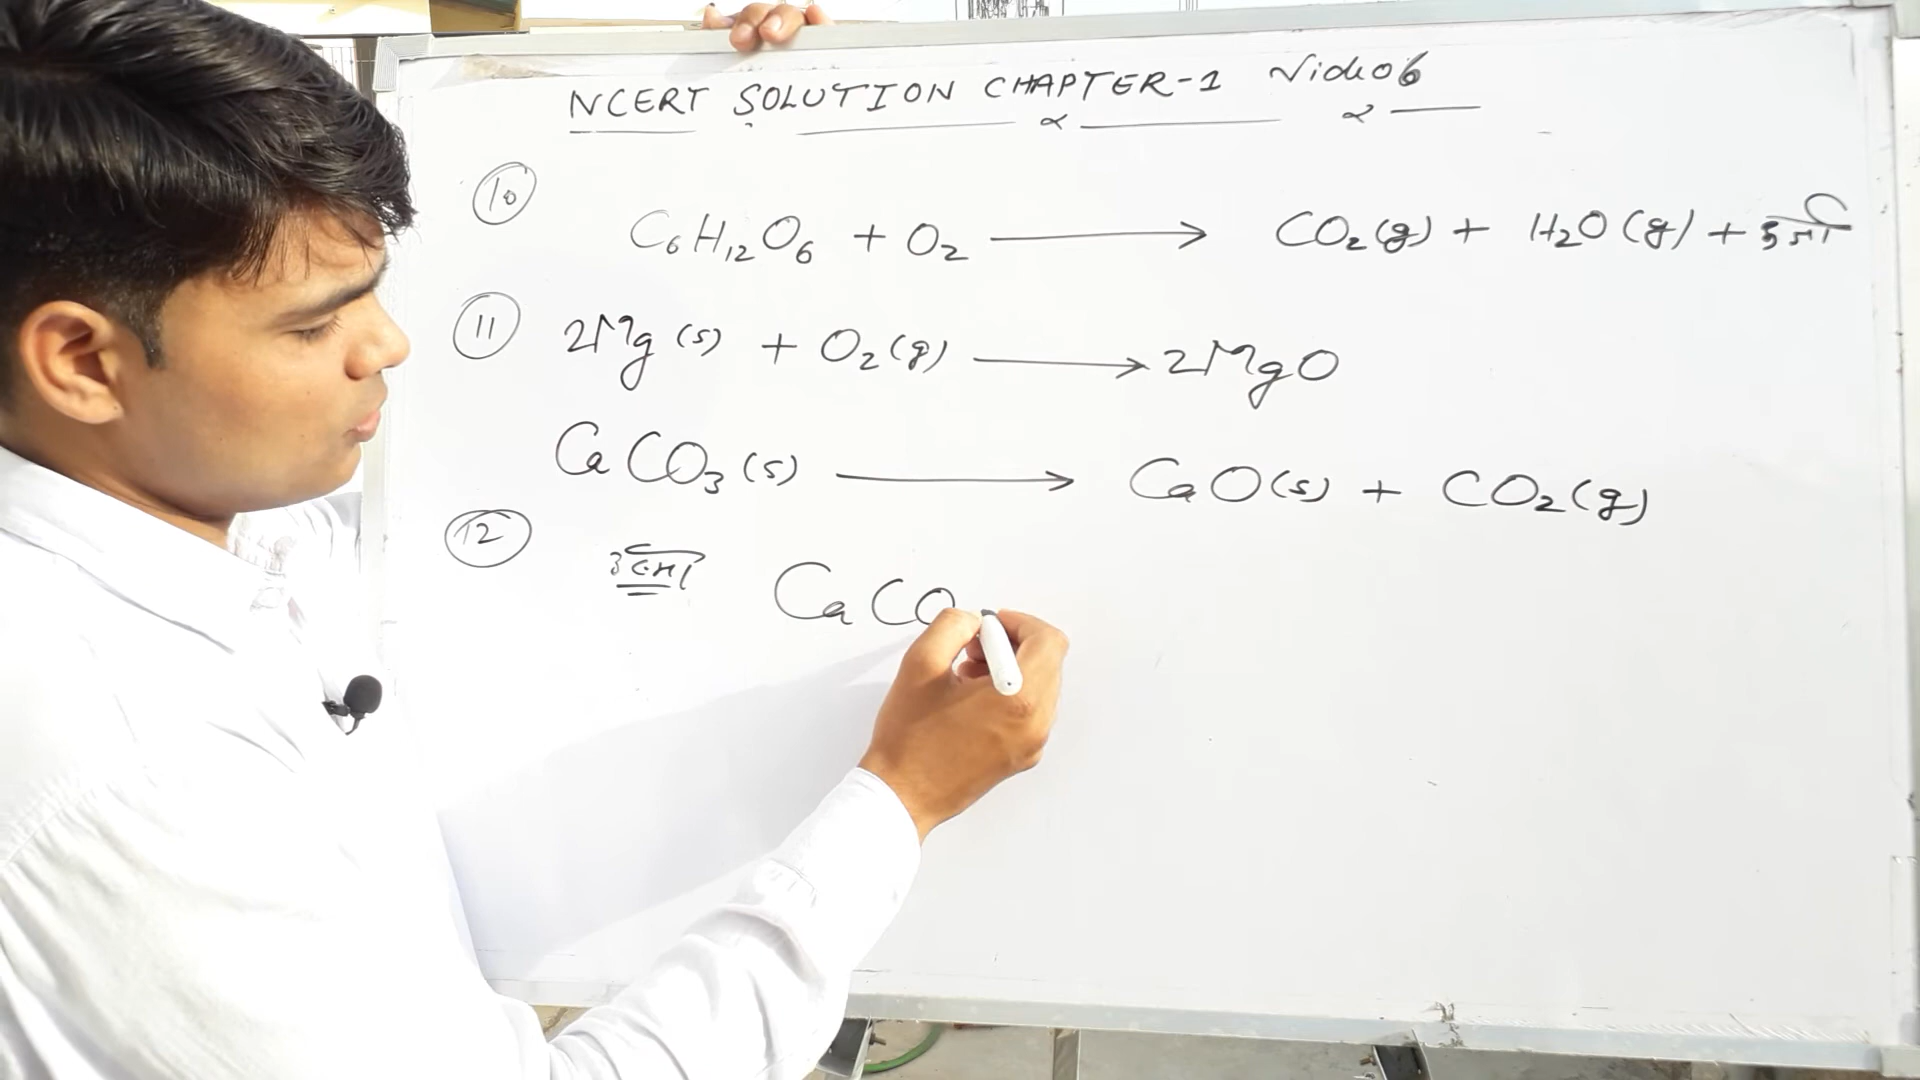 NCERT SOLUTION CHAPTER-1 Video 6
10
C₆H₁₂O₆ + O₂ ⟶ CO₂(g) + H₂O(g) + ऊर्जा
11 2Mg(s) + O₂(g) ⟶ 2MgO
CaCO₃(s) ⟶ CaO(s) + CO₂(g)
12
ऊष्मा CaCO